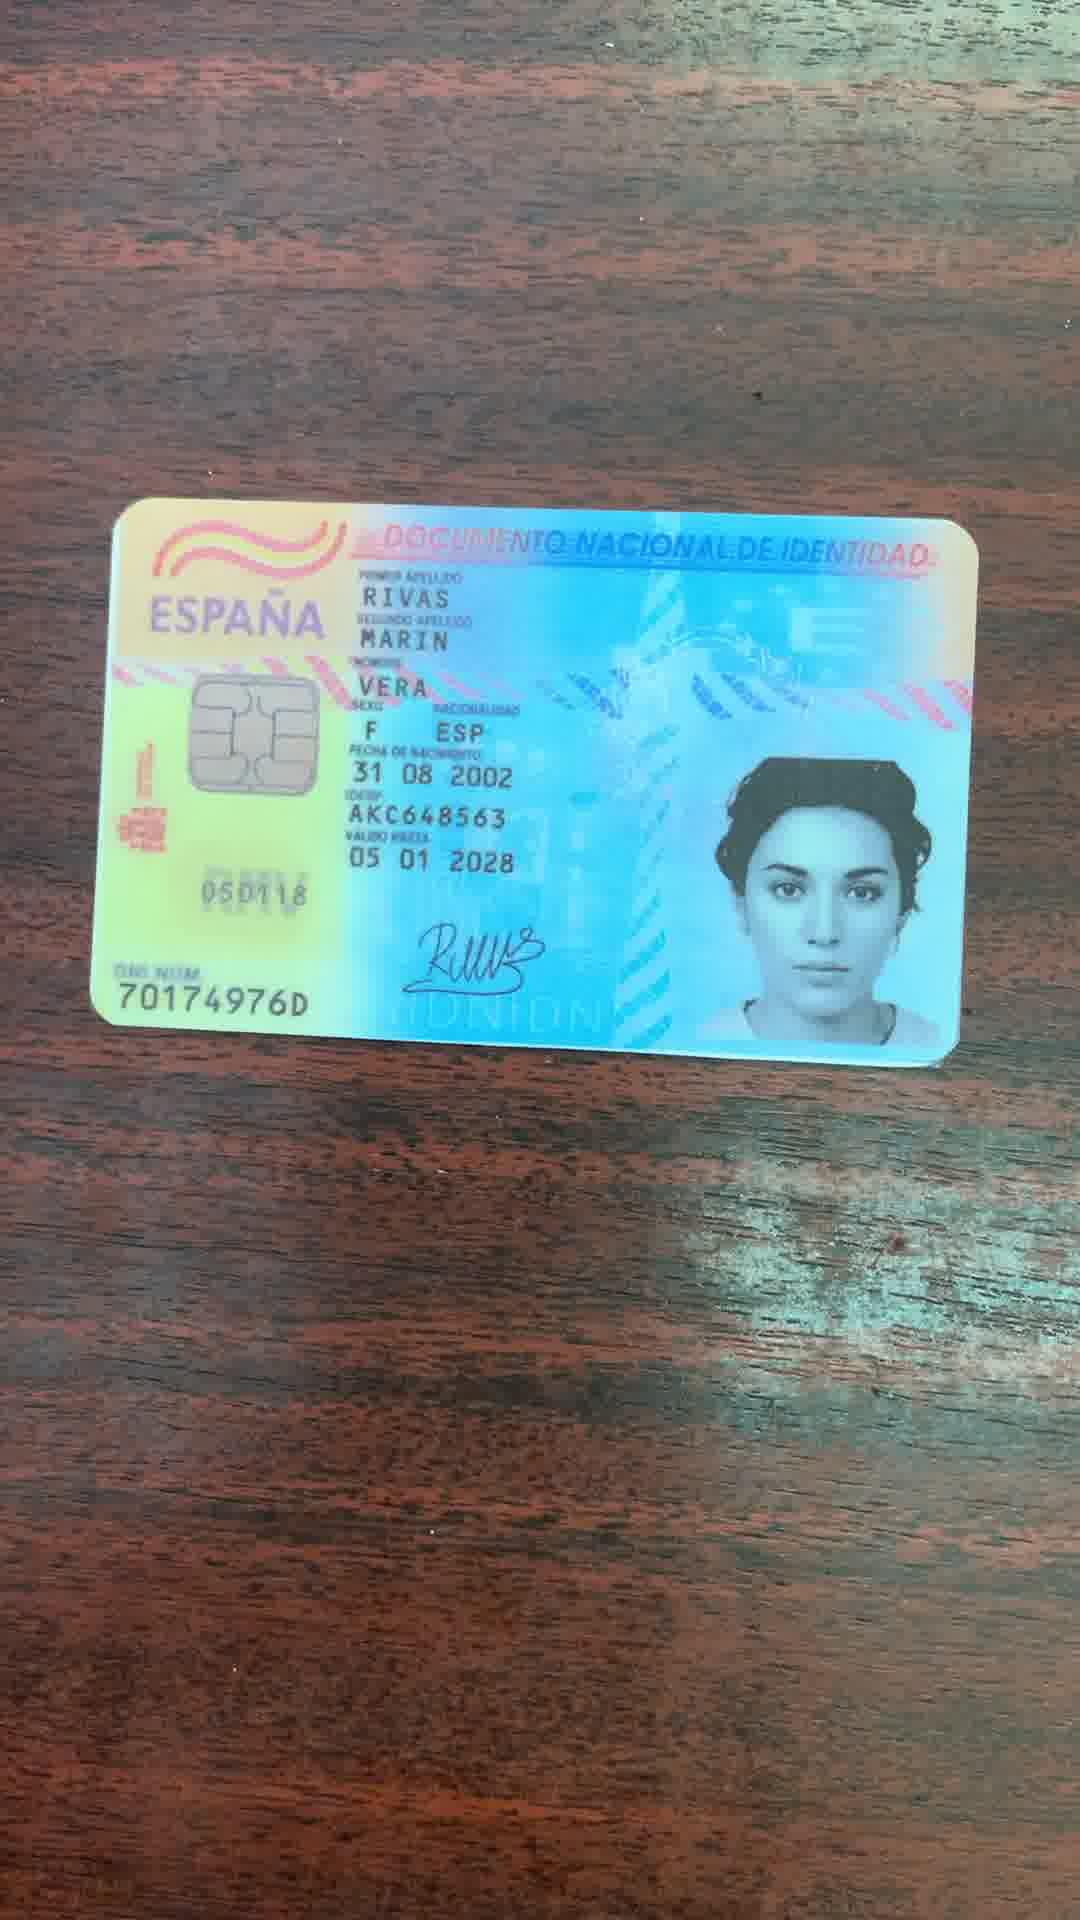 DOCUMENTO NACIONAL DE IDENTIDAD
ESPAÑA
PRIMER APELLIDO
RIVAS
SEGUNDO APELLIDO
MARIN
NOMBRE
VERA
SEXO NACIONALIDAD
F ESP
FECHA DE NACIMIENTO
31 08 2002
IDESP
AKC648563
VALIDO HASTA
05 01 2028
050118
DNI NUM.
70174976D